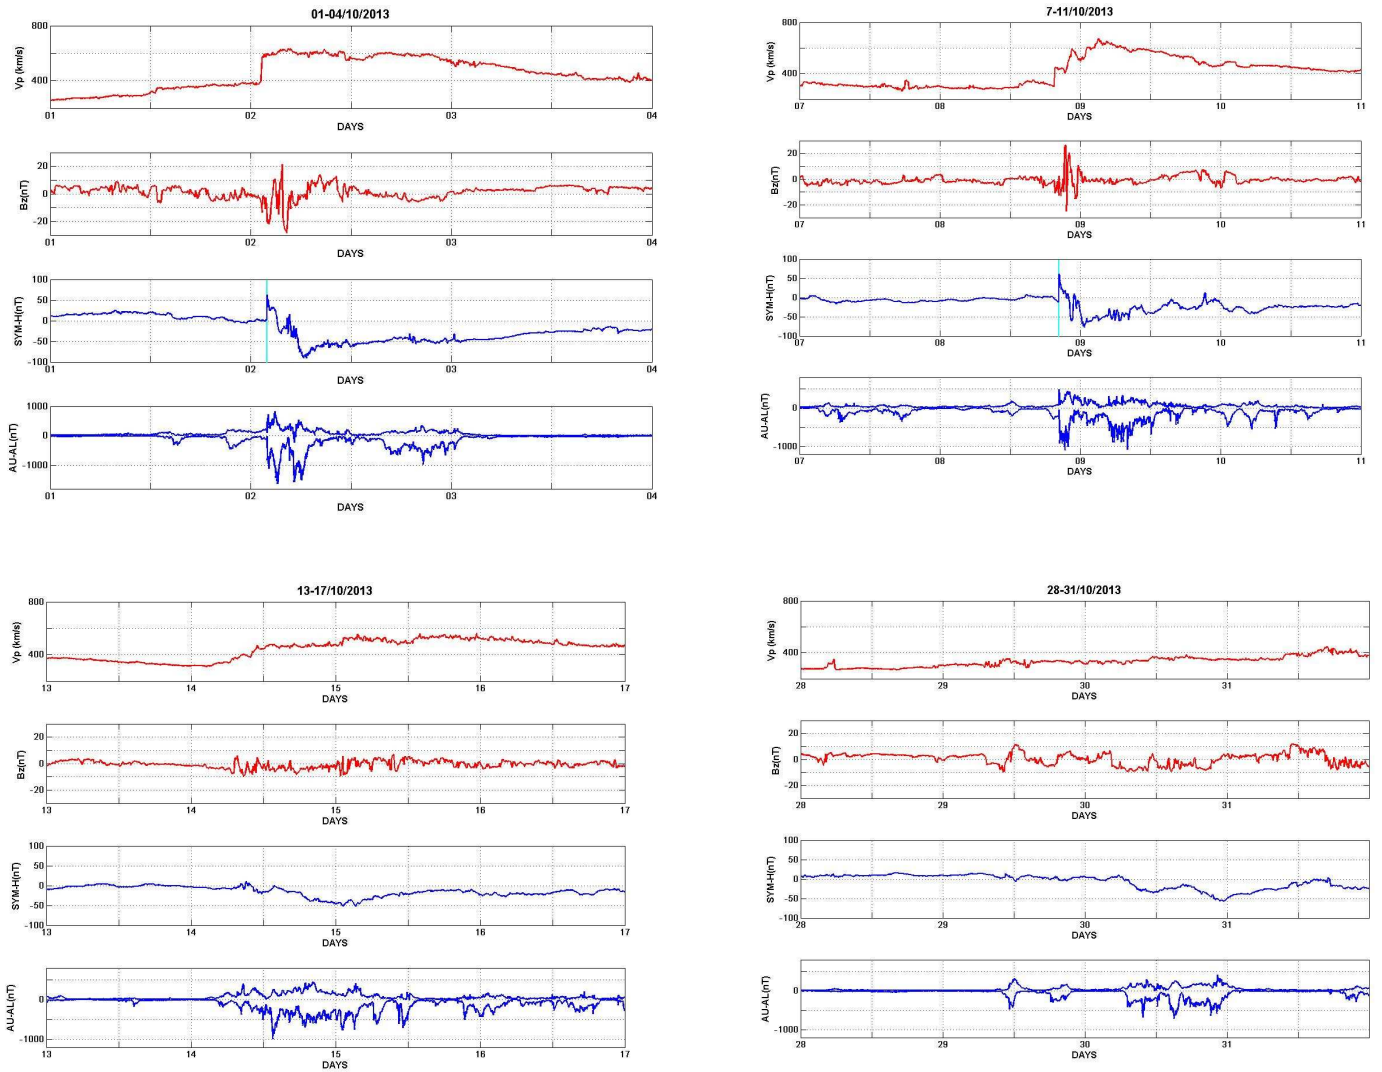 01-04/10/2013
800
400
Vp (km/s)
01 02 03 04
DAYS
20
0
-20
Bz(nT)
01 02 03 04
DAYS
100
50
0
-50
-100
SYM-H(nT)
01 02 03 04
DAYS
1000
0
-1000
AU-AL(nT)
01 02 03 04
DAYS
7-11/10/2013
800
400
Vp (km/s)
07 08 09 10 11
DAYS
20
0
-20
Bz(nT)
07 08 09 10 11
DAYS
100
50
0
-50
-100
SYM-H(nT)
07 08 09 10 11
DAYS
0
-1000
AU-AL(nT)
07 08 09 10 11
DAYS
13-17/10/2013
800
400
Vp (km/s)
13 14 15 16 17
DAYS
20
0
-20
Bz(nT)
13 14 15 16 17
DAYS
100
50
0
-50
-100
SYM-H(nT)
13 14 15 16 17
DAYS
0
-1000
AU-AL(nT)
13 14 15 16 17
DAYS
28-31/10/2013
800
400
Vp (km/s)
28 29 30 31
DAYS
20
0
-20
Bz(nT)
28 29 30 31
DAYS
100
50
0
-50
-100
SYM-H(nT)
28 29 30 31
DAYS
0
-1000
AU-AL(nT)
28 29 30 31
DAYS